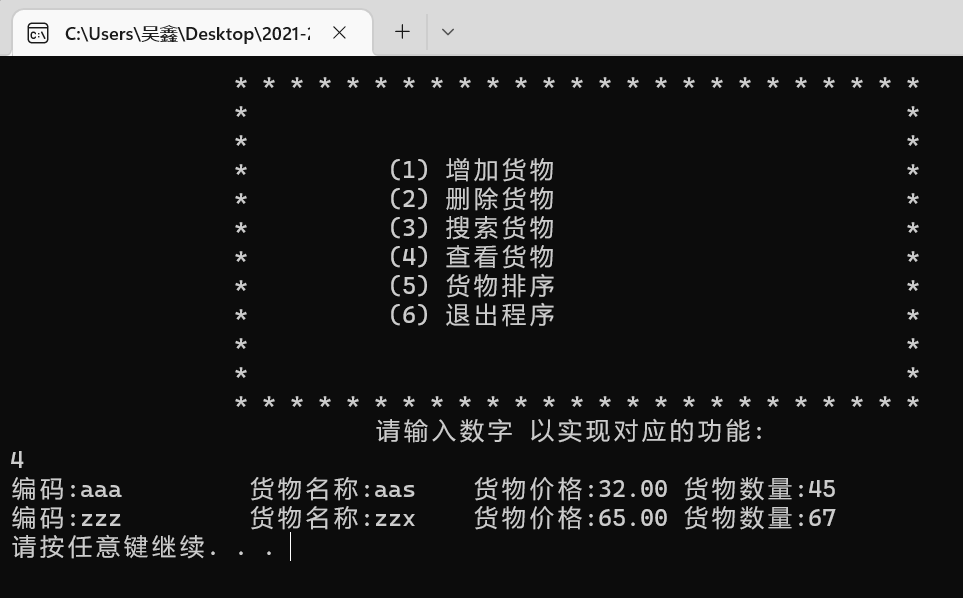 C:\Users\吴鑫\Desktop\2021-2
* * * * * * * * * * * * * * * * * * * * * * * * *
* *
* *
* (1) 增加货物 *
* (2) 删除货物 *
* (3) 搜索货物 *
* (4) 查看货物 *
* (5) 货物排序 *
* (6) 退出程序 *
* *
* *
* * * * * * * * * * * * * * * * * * * * * * * * *
请输入数字 以实现对应的功能:
4
编码:aaa 货物名称:aas 货物价格:32.00 货物数量:45
编码:zzz 货物名称:zzx 货物价格:65.00 货物数量:67
请按任意键继续. . .